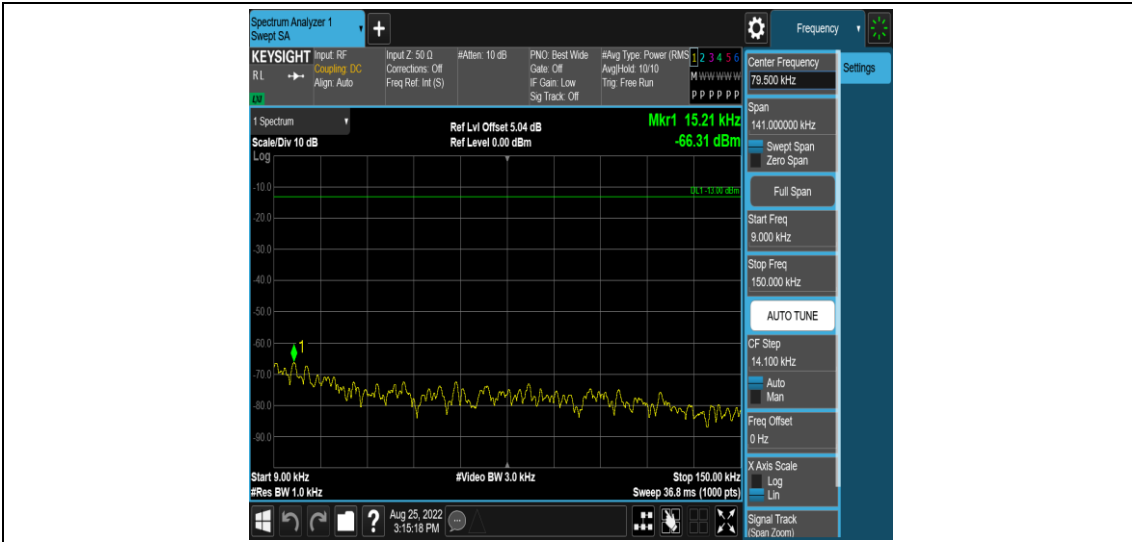 Spectrum Analyzer 1
Swept SA
+
Frequency
KEYSIGHT
R L
Input: RF
Coupling: DC
Align: Auto
Input Z: 50 Ω
Corrections: Off
Freq Ref: Int (S)
#Atten: 10 dB
PNO: Best Wide
Gate: Off
IF Gain: Low
Sig Track: Off
#Avg Type: Power (RMS
Avg|Hold: 10/10
Trig: Free Run
1 2 3 4 5 6
M W W W W W
P P P P P P
1 Spectrum
Scale/Div 10 dB
Log
Ref Lvl Offset 5.04 dB
Ref Level 0.00 dBm
Mkr1 15.21 kHz
-66.31 dBm
DL1 -13.00 dBm
-10.0
-20.0
-30.0
-40.0
-50.0
-60.0
-70.0
-80.0
-90.0
1
Start 9.00 kHz
#Res BW 1.0 kHz
#Video BW 3.0 kHz
Stop 150.00 kHz
Sweep 36.8 ms (1000 pts)
Center Frequency
79.500 kHz
Settings
Span
141.000000 kHz
Swept Span
Zero Span
Full Span
Start Freq
9.000 kHz
Stop Freq
150.000 kHz
AUTO TUNE
CF Step
14.100 kHz
Auto
Man
Freq Offset
0 Hz
X Axis Scale
Log
Lin
Signal Track
(Span Zoom)
?
Aug 25, 2022
3:15:18 PM